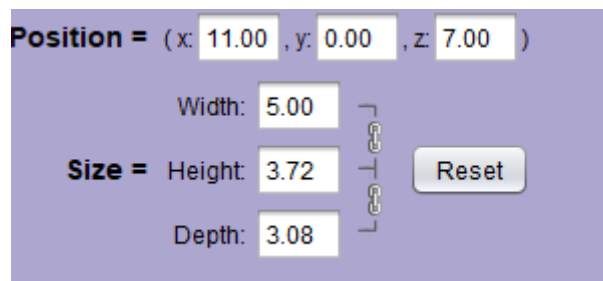 Position = ( x: 11.00 , y: 0.00 , z: 7.00 )
Width: 5.00
Size = Height: 3.72 Reset
Depth: 3.08